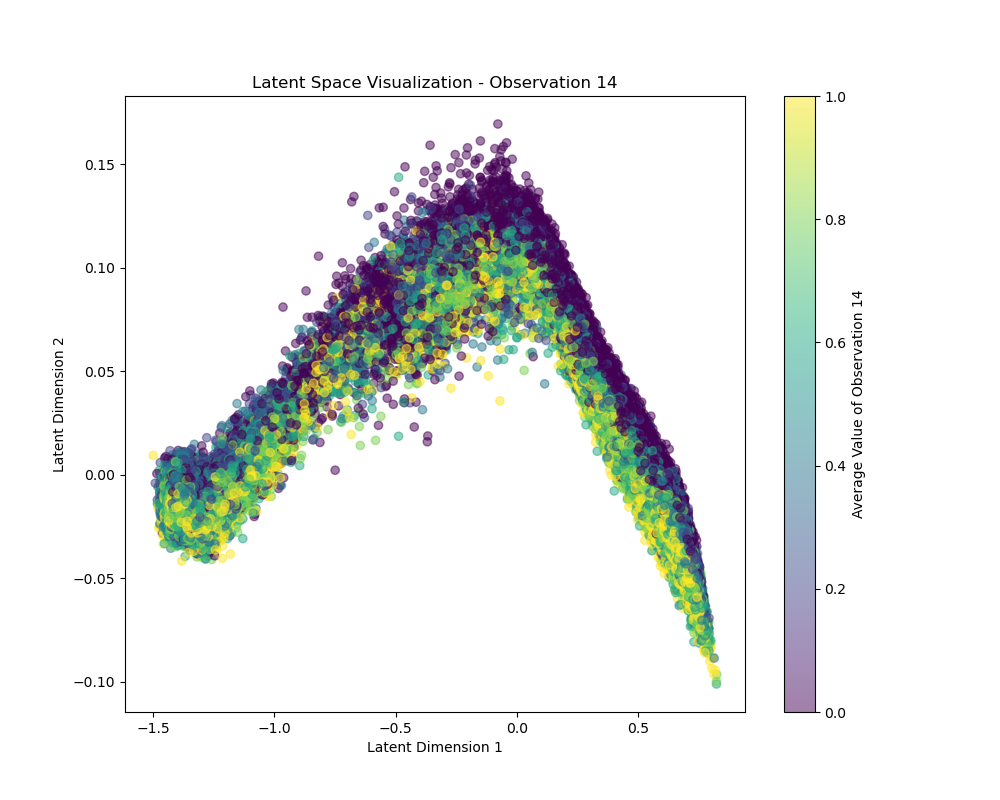 Latent Space Visualization - Observation 14
Latent Dimension 2
0.15
0.10
0.05
0.00
−0.05
−0.10
−1.5 −1.0 −0.5 0.0 0.5
Latent Dimension 1
1.0
0.8
0.6
0.4
0.2
0.0
Average Value of Observation 14